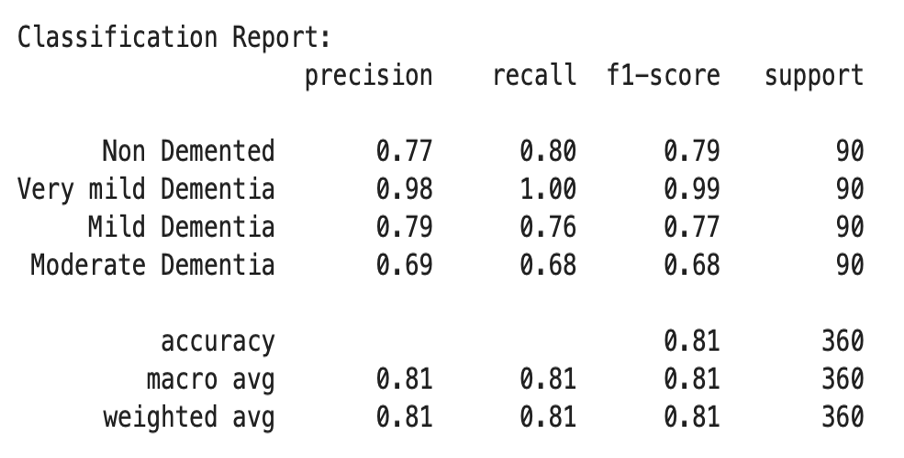 Classification Report:
precision recall f1-score support
Non Demented 0.77 0.80 0.79 90
Very mild Dementia 0.98 1.00 0.99 90
Mild Dementia 0.79 0.76 0.77 90
Moderate Dementia 0.69 0.68 0.68 90
accuracy 0.81 360
macro avg 0.81 0.81 0.81 360
weighted avg 0.81 0.81 0.81 360